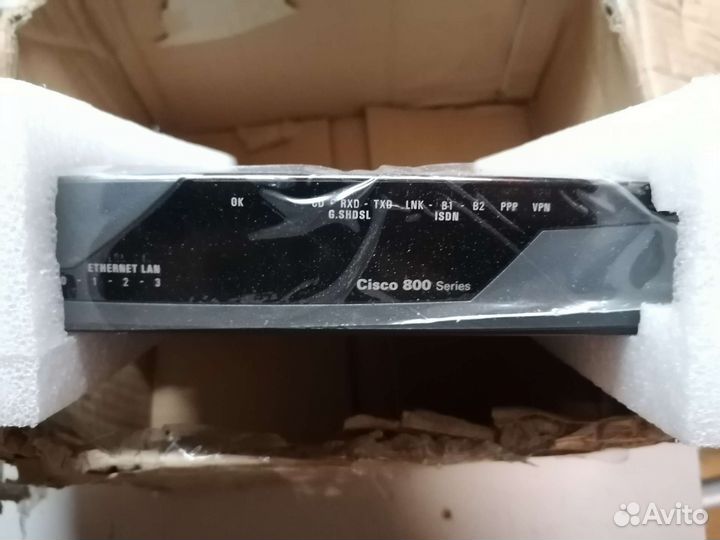 OK CD - RXD - TXD - LNK - B1 - B2 PPP VPN
G.SHDSL ISDN
ETHERNET LAN
0 - 1 - 2 - 3
Cisco 800 Series
Avito